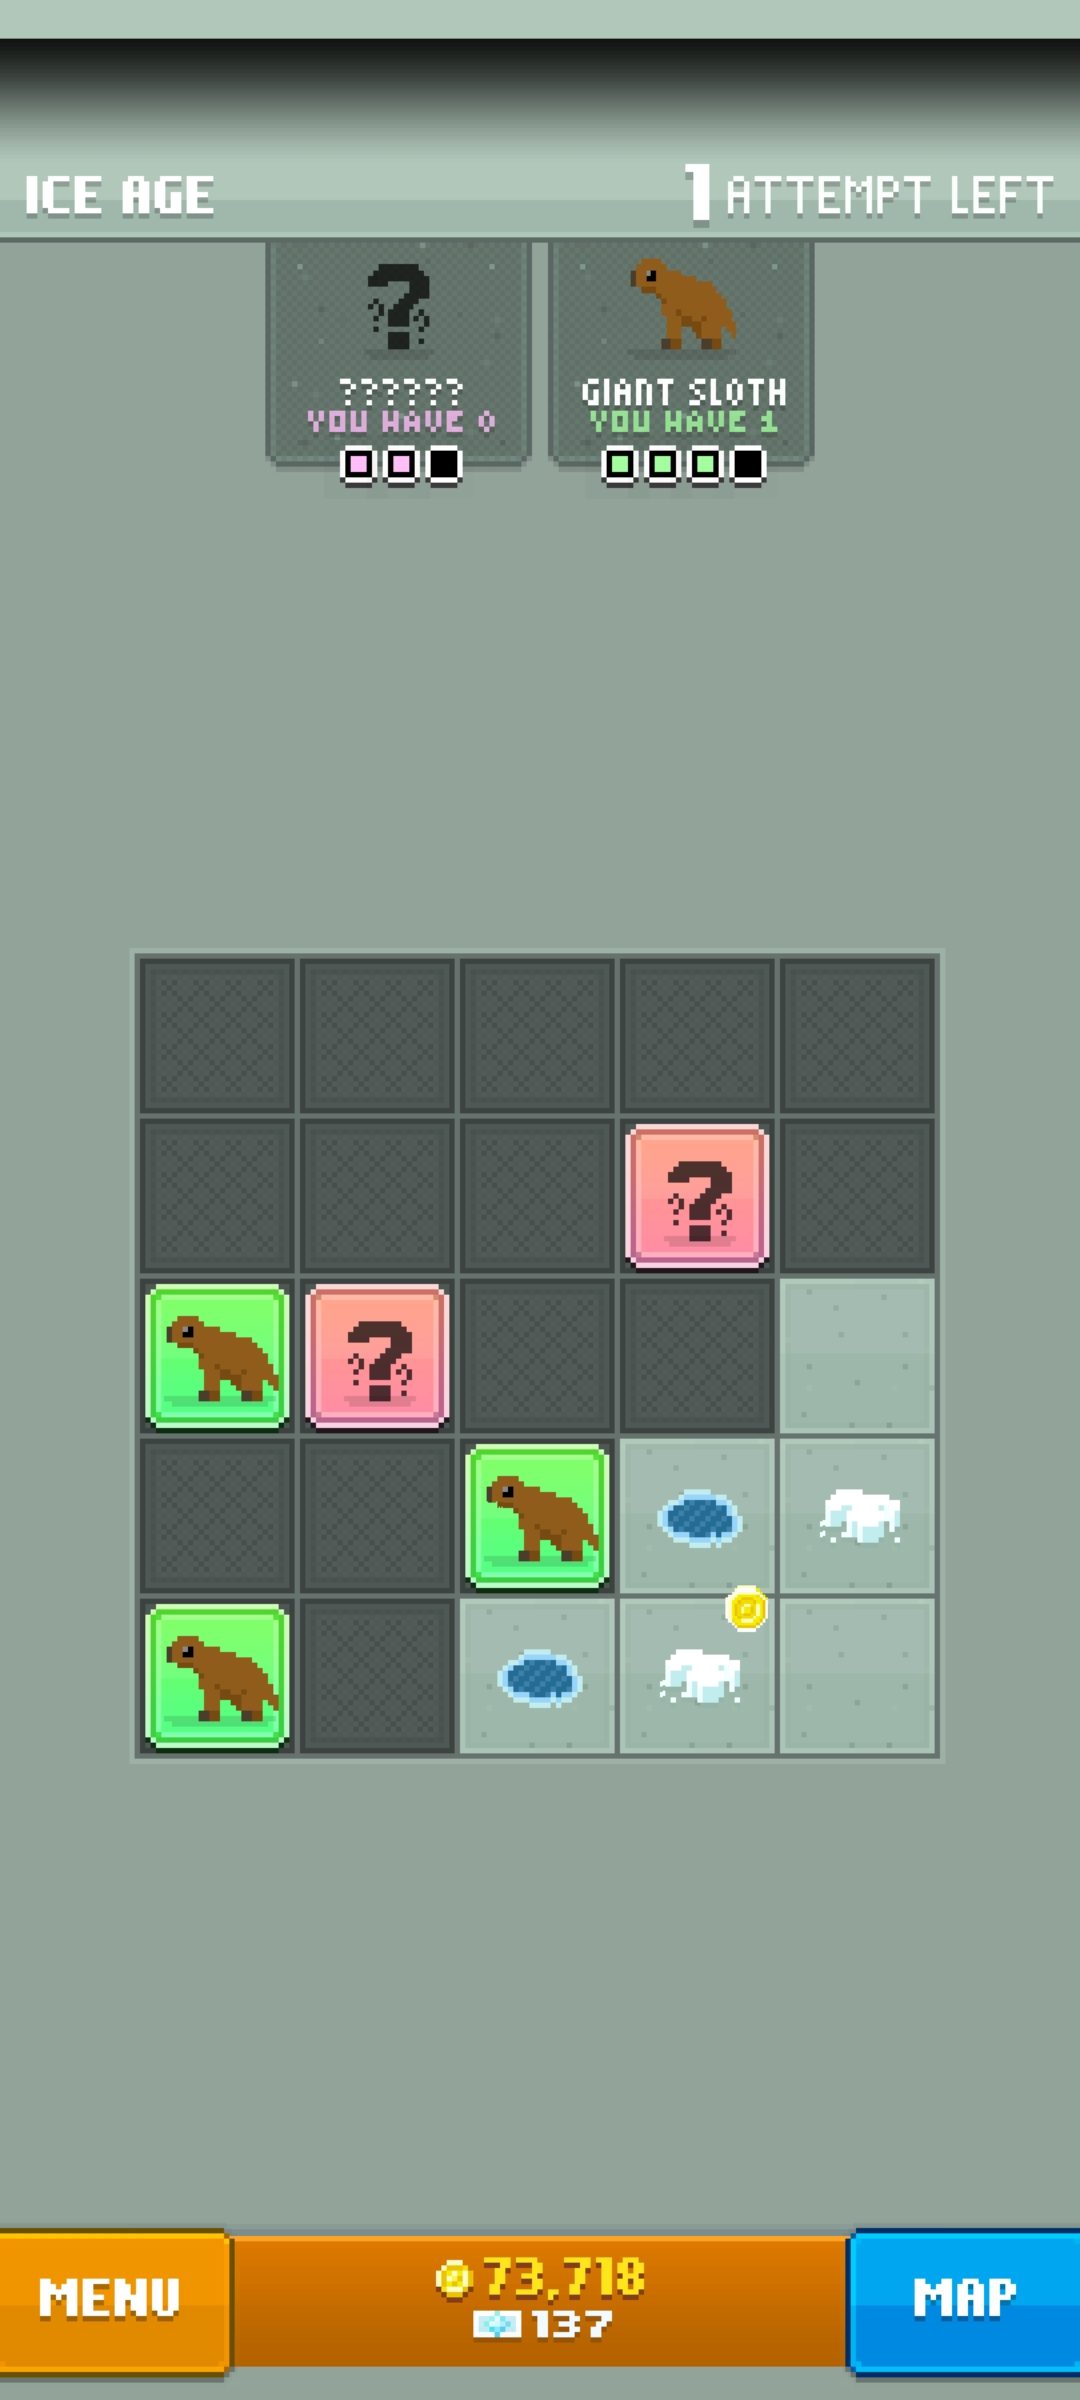 ICE AGE
1 ATTEMPT LEFT
??????
YOU HAVE 0
GIANT SLOTH
YOU HAVE 1
MENU
73,718
137
MAP